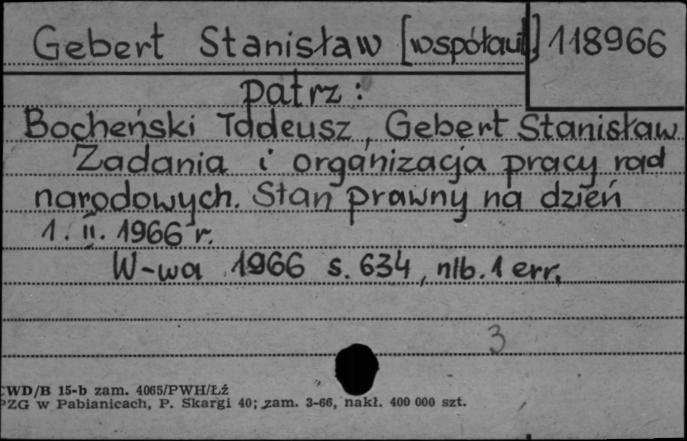 Gebert Stanisław [współaut.] 118966
patrz:
Bocheński Tadeusz, Gebert Stanisław
Zadania i organizacja pracy rad
narodowych. Stan prawny na dzień
1. II. 1966 r.
W-wa 1966 s. 634, nlb. 1 err.
3
CWD/B 15-b zam. 4065/PWH/Łź
PZG w Pabianicach, P. Skargi 40; zam. 3-66, nakł. 400 000 szt.